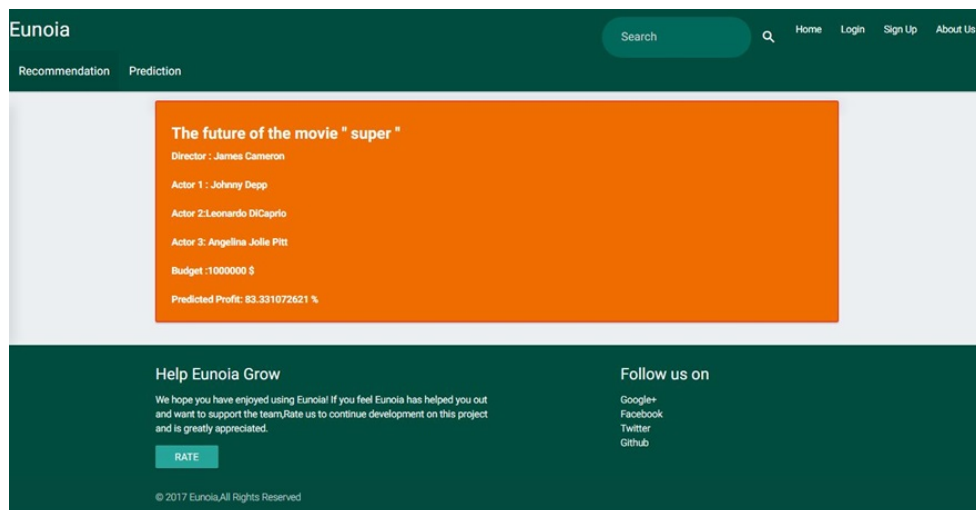 Eunoia
Search
Home Login Sign Up About Us
Recommendation Prediction
The future of the movie " super "
Director : James Cameron
Actor 1 : Johnny Depp
Actor 2:Leonardo DiCaprio
Actor 3: Angelina Jolie Pitt
Budget :1000000 $
Predicted Profit: 83.331072621 %
Help Eunoia Grow
We hope you have enjoyed using Eunoia! If you feel Eunoia has helped you out
and want to support the team,Rate us to continue development on this project
and is greatly appreciated.
RATE
Follow us on
Google+
Facebook
Twitter
Github
© 2017 Eunoia,All Rights Reserved